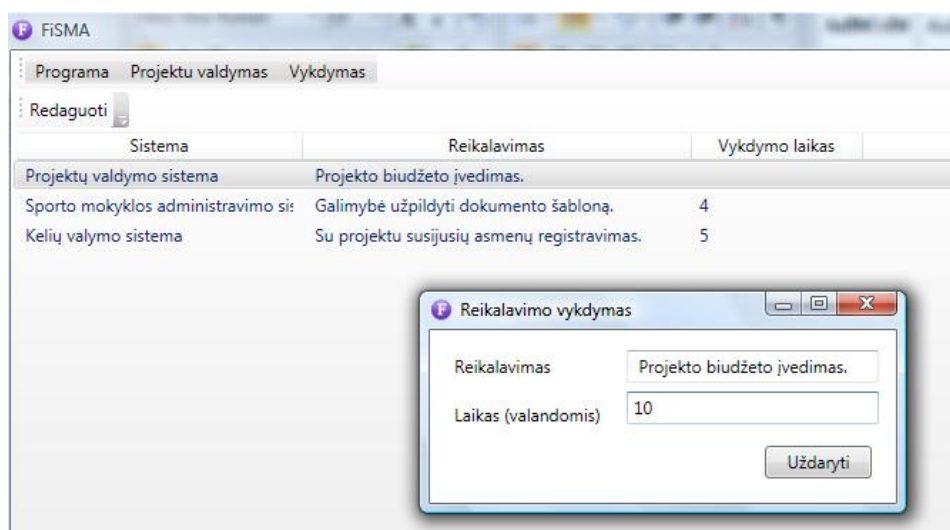 FiSMA
Programa Projektu valdymas Vykdymas
Redaguoti
Sistema Reikalavimas Vykdymo laikas
Projektų valdymo sistema Projekto biudžeto įvedimas.
Sporto mokyklos administravimo si Galimybė užpildyti dokumento šabloną. 4
Kelių valymo sistema Su projektu susijusių asmenų registravimas. 5
F Reikalavimo vykdymas
Reikalavimas Projekto biudžeto įvedimas.
Laikas (valandomis) 10
Uždaryti